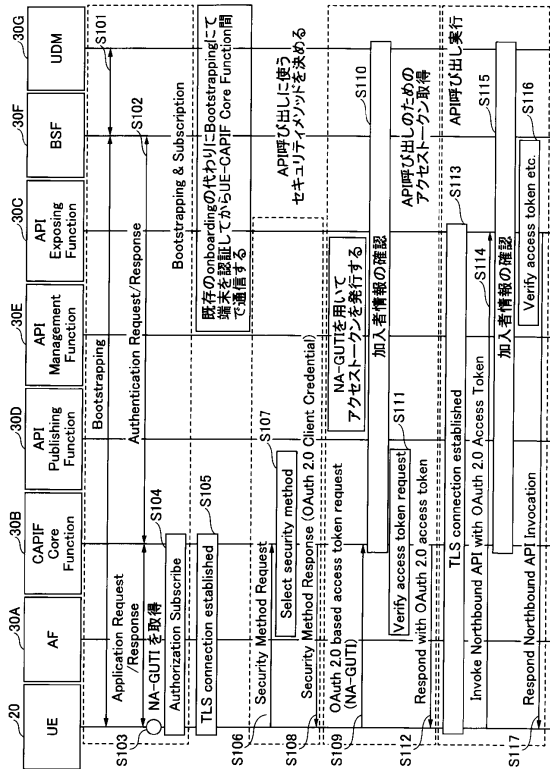 20
30A
30B
30D
30E
30C
30F
30G
UE
AF
CAPIF
Core
Function
API
Publishing
Function
API
Management
Function
API
Exposing
Function
BSF
UDM
Bootstrapping
S101
Application Request
/Response
Authentication Request/Response
S102
S103
NA-GUTI を取得
S104
Authorization Subscribe
Bootstrapping & Subscription
TLS connection established
S105
既存のonboardingの代わりにBootstrappingにて
端末を認証してからUE-CAPIF Core Function間
で通信する
S106
Security Method Request
Select security method
S107
API呼び出しに使う
セキュリティメソッドを決める
S108
Security Method Response (OAuth 2.0 Client Credential)
S109
OAuth 2.0 based access token request
(NA-GUTI)
NA-GUTIを用いて
アクセストークンを発行する
加入者情報の確認
S110
Verify access token request
S111
API呼び出しのための
アクセストークン取得
S112
Respond with OAuth 2.0 access token
TLS connection established
S113
API呼び出し実行
Invoke Northbound API with OAuth 2.0 Access Token
S114
加入者情報の確認
S115
Verify access token etc.
S116
S117
Respond Northbound API Invocation